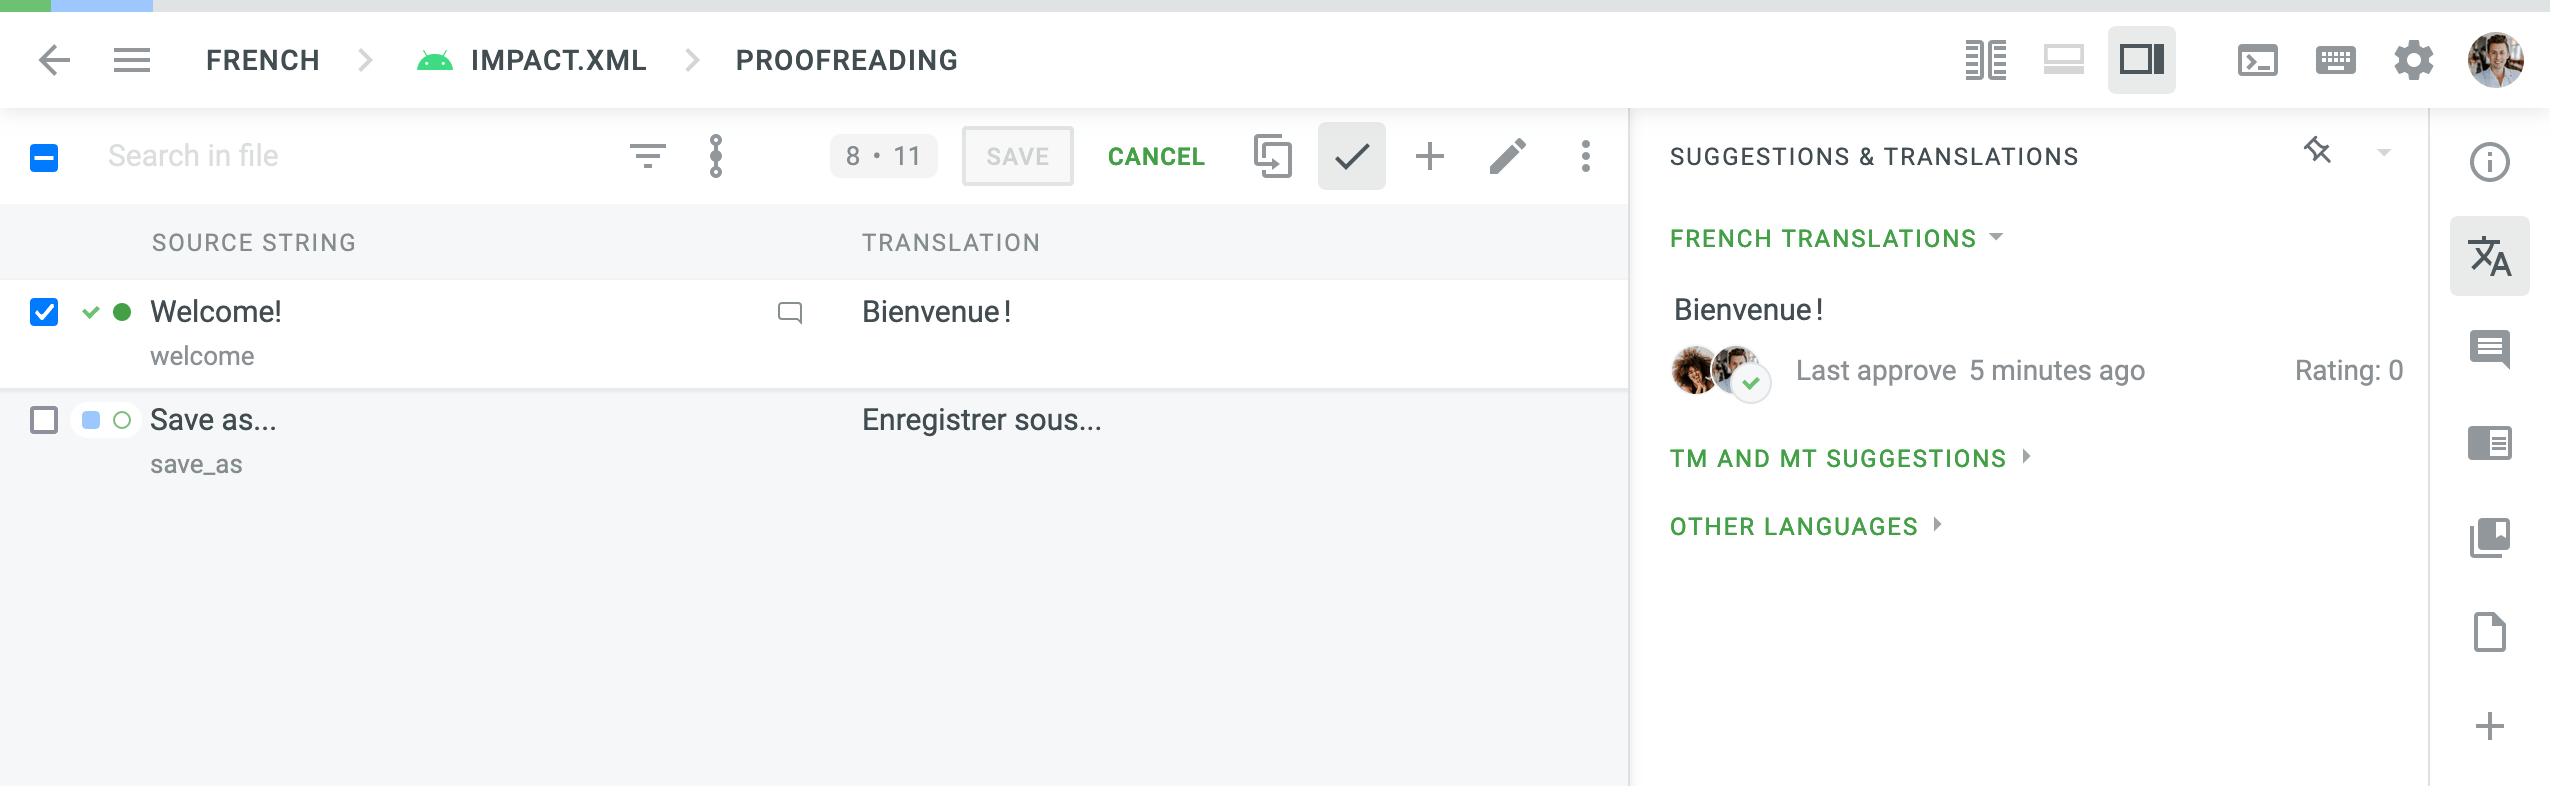 FRENCH IMPACT.XML PROOFREADING
Search in file
8 • 11 SAVE CANCEL
SOURCE STRING TRANSLATION
Welcome! Bienvenue !
welcome
Save as... Enregistrer sous...
save_as
SUGGESTIONS & TRANSLATIONS
FRENCH TRANSLATIONS
Bienvenue !
Last approve 5 minutes ago Rating: 0
TM AND MT SUGGESTIONS
OTHER LANGUAGES